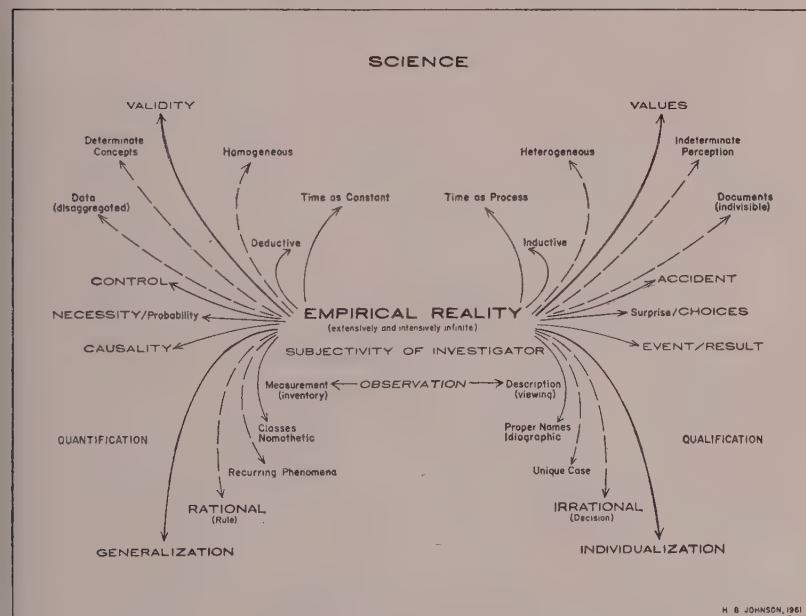 SCIENCE
VALIDITY
VALUES
Determinate
Concepts
Homogeneous
Heterogeneous
Indeterminate
Perception
Data
(disaggregated)
Time as Constant
Time as Process
Documents
(indivisible)
Deductive
Inductive
CONTROL
ACCIDENT
NECESSITY/Probability
EMPIRICAL REALITY
(extensively and intensively infinite)
Surprise/CHOICES
CAUSALITY
SUBJECTIVITY OF INVESTIGATOR
EVENT/RESULT
Measurement
(inventory)
OBSERVATION
Description
(viewing)
Classes
Nomothetic
Proper Names
Idiographic
QUANTIFICATION
QUALIFICATION
Recurring Phenomena
Unique Case
RATIONAL
(Rule)
IRRATIONAL
(Decision)
GENERALIZATION
INDIVIDUALIZATION
H B JOHNSON, 1961